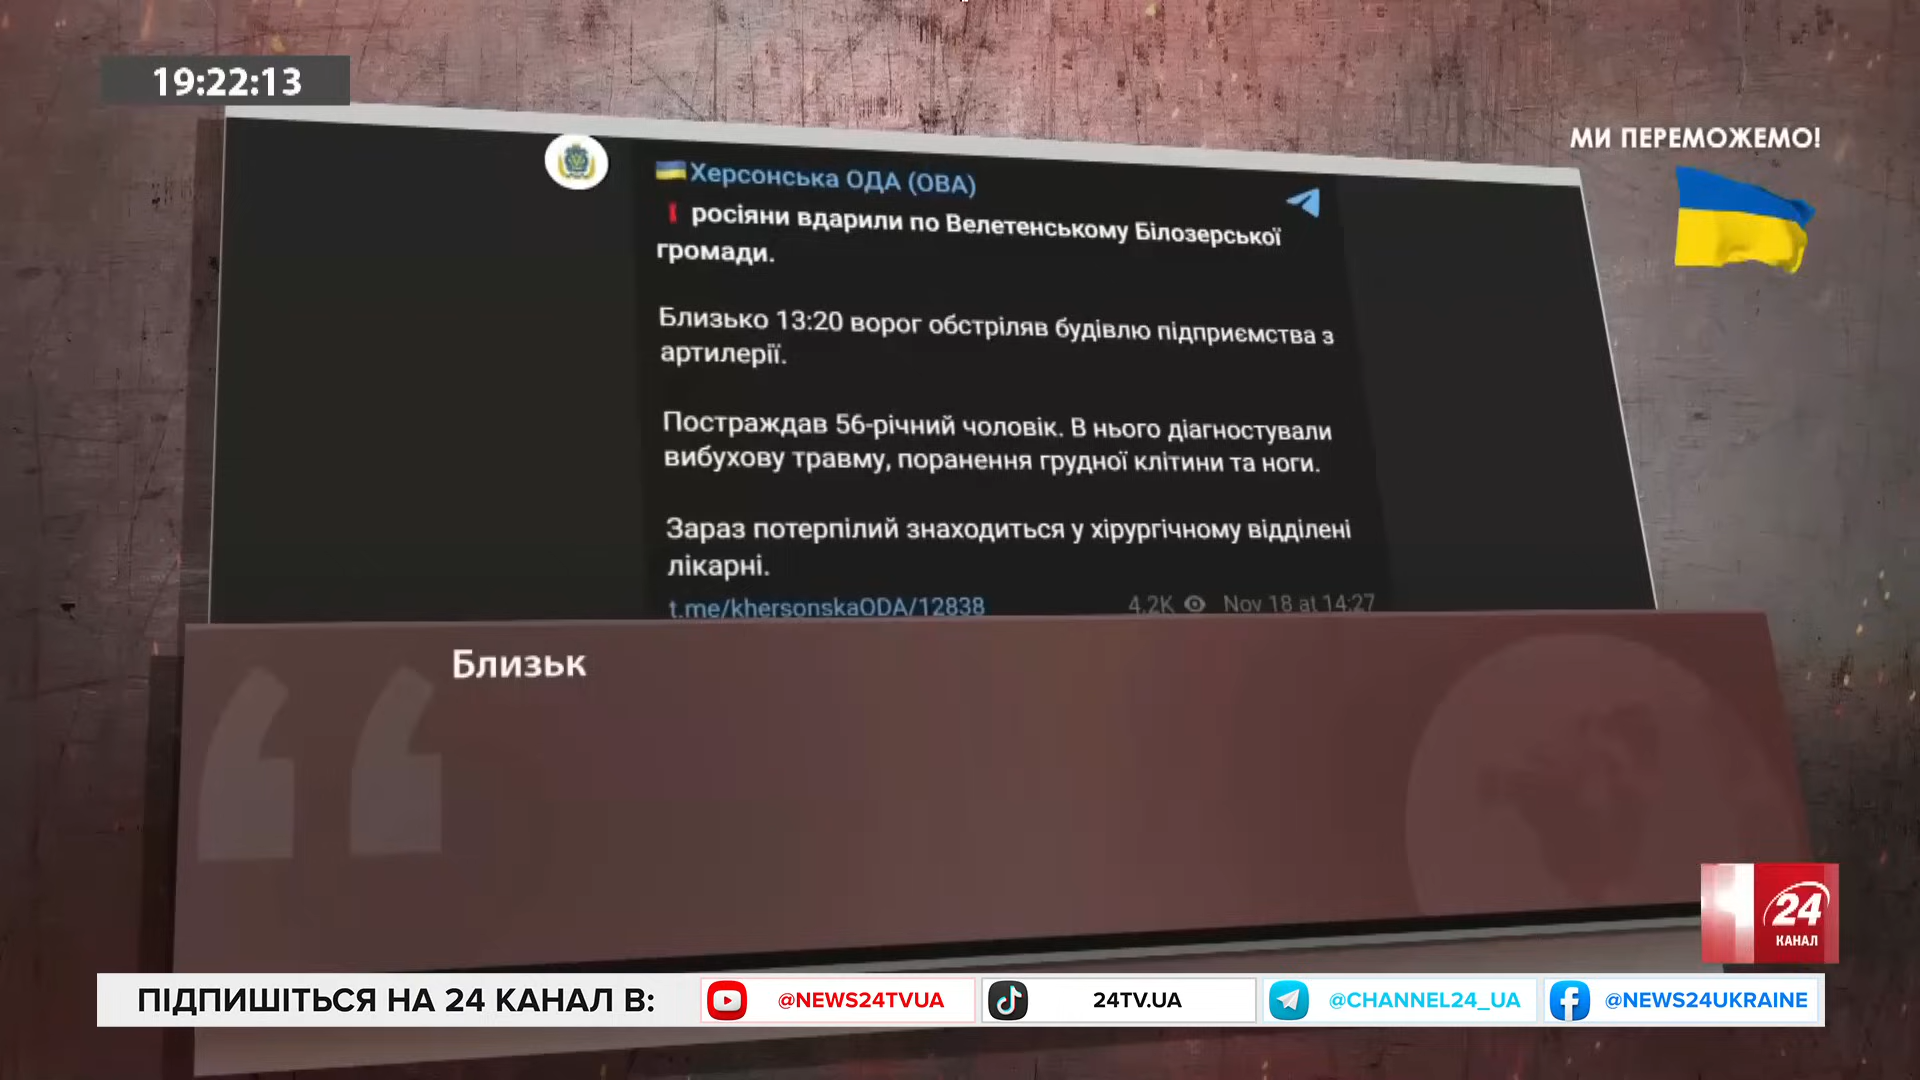 19:22:13
МИ ПЕРЕМОЖЕМО!
Херсонська ОДА (ОВА)
росіяни вдарили по Велетенському Білозерської
громади.
Близько 13:20 ворог обстріляв будівлю підприємства з
артилерії.
Постраждав 56-річний чоловік. В нього діагностували
вибухову травму, поранення грудної клітини та ноги.
Зараз потерпілий знаходиться у хірургічному відділені
лікарні.
t.me/khersonskaODA/12838
4.2K Nov 18 at 14:27
Близьк
24
КАНАЛ
ПІДПИШІТЬСЯ НА 24 КАНАЛ В:
@NEWS24TVUA
24TV.UA
@CHANNEL24_UA
@NEWS24UKRAINE